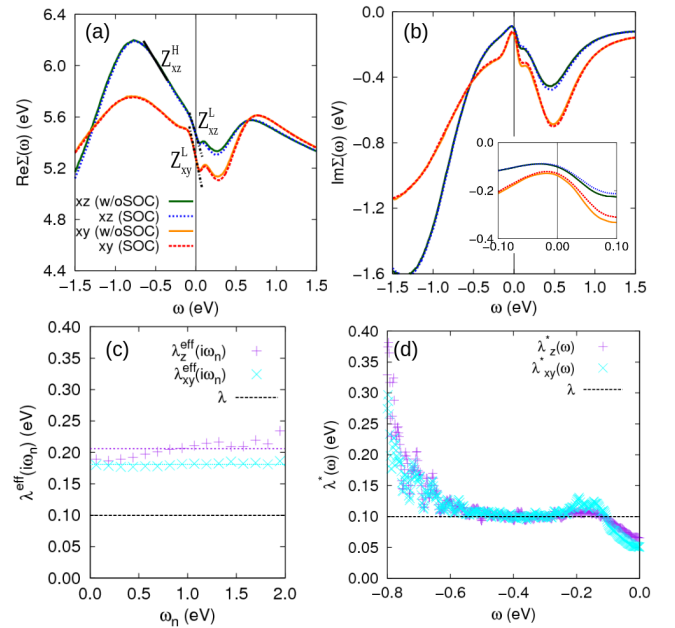 (a)
ReΣ(ω) (eV)
6.4
6.0
5.6
5.2
4.8
4.4
Z_xz^H
Z_xz^L
Z_xy^L
xz (w/oSOC)
xz (SOC)
xy (w/oSOC)
xy (SOC)
−1.5 −1.0 −0.5 0.0 0.5 1.0 1.5
ω (eV)
(b)
ImΣ(ω) (eV)
−0.0
−0.4
−0.8
−1.2
−1.6
−0.0
−0.2
−0.4
−0.10 0.00 0.10
−1.5 −1.0 −0.5 0.0 0.5 1.0 1.5
ω (eV)
(c)
λ^eff(iω_n) (eV)
0.40
0.35
0.30
0.25
0.20
0.15
0.10
0.05
0.00
λ_z^eff(iω_n)
λ_xy^eff(iω_n)
λ
0.0 0.5 1.0 1.5 2.0
ω_n (eV)
(d)
λ^*(ω) (eV)
0.40
0.35
0.30
0.25
0.20
0.15
0.10
0.05
0.00
λ^*_z(ω)
λ^*_xy(ω)
λ
−0.8 −0.6 −0.4 −0.2 0.0
ω (eV)